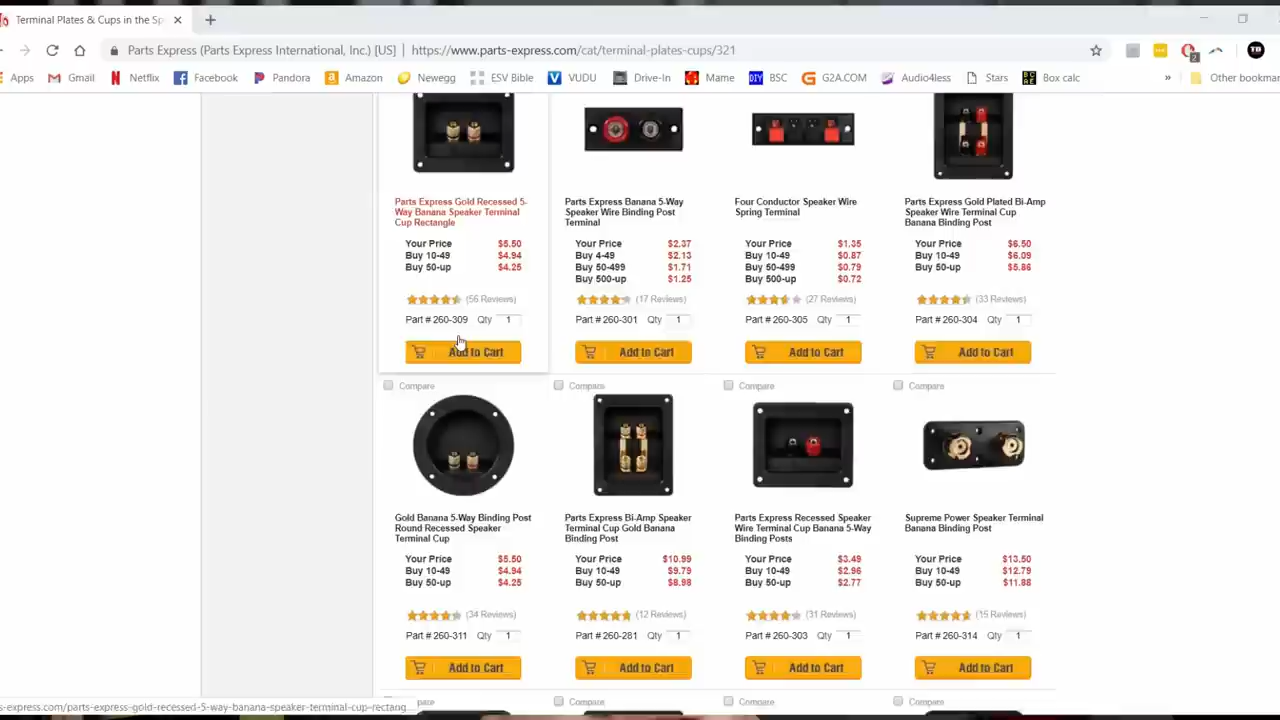 Terminal Plates & Cups in the Sp
Parts Express (Parts Express International, Inc.) [US] | https://www.parts-express.com/cat/terminal-plates-cups/321
TB
2
Apps Gmail Netflix Facebook Pandora Amazon Newegg ESV Bible VUDU Drive-In Mame DIY BSC G2A.COM Audio4less Stars Box calc » Other bookmar
Parts Express Gold Recessed 5-
Way Banana Speaker Terminal
Cup Rectangle
Your Price $5.50
Buy 10-49 $4.94
Buy 50-up $4.25
(56 Reviews)
Part # 260-309 Qty 1
Add to Cart
Parts Express Banana 5-Way
Speaker Wire Binding Post
Terminal
Your Price $2.37
Buy 4-49 $2.13
Buy 50-499 $1.71
Buy 500-up $1.25
(17 Reviews)
Part # 260-301 Qty 1
Add to Cart
Four Conductor Speaker Wire
Spring Terminal
Your Price $1.35
Buy 10-49 $0.87
Buy 50-499 $0.79
Buy 500-up $0.72
(27 Reviews)
Part # 260-305 Qty 1
Add to Cart
Parts Express Gold Plated Bi-Amp
Speaker Wire Terminal Cup
Banana Binding Post
Your Price $6.50
Buy 10-49 $6.09
Buy 50-up $5.86
(33 Reviews)
Part # 260-304 Qty 1
Add to Cart
Compare
Compare
Compare
Compare
Gold Banana 5-Way Binding Post
Round Recessed Speaker
Terminal Cup
Your Price $5.50
Buy 10-49 $4.94
Buy 50-up $4.25
(34 Reviews)
Part # 260-311 Qty 1
Add to Cart
Parts Express Bi-Amp Speaker
Terminal Cup Gold Banana
Binding Post
Your Price $10.99
Buy 10-49 $9.79
Buy 50-up $8.98
(12 Reviews)
Part # 260-281 Qty 1
Add to Cart
Parts Express Recessed Speaker
Wire Terminal Cup Banana 5-Way
Binding Posts
Your Price $3.49
Buy 10-49 $2.96
Buy 50-up $2.77
(31 Reviews)
Part # 260-303 Qty 1
Add to Cart
Supreme Power Speaker Terminal
Banana Binding Post
Your Price $13.50
Buy 10-49 $12.79
Buy 50-up $11.88
(15 Reviews)
Part # 260-314 Qty 1
Add to Cart
mpare
Compare
Compare
Compare
s-express.com/parts-express-gold-recessed-5-way-banana-speaker-terminal-cup-rectang